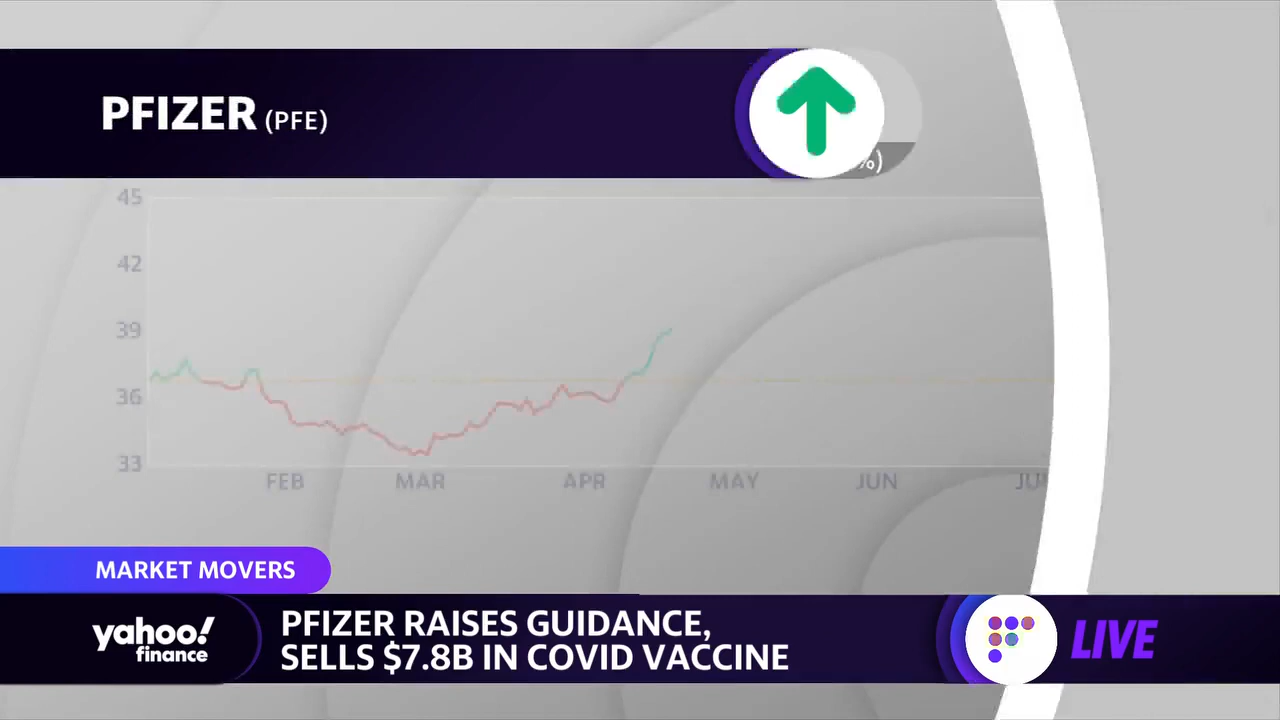 PFIZER (PFE)
%)
45
42
39
36
33
FEB MAR APR MAY JUN
MARKET MOVERS
yahoo!
finance
PFIZER RAISES GUIDANCE,
SELLS $7.8B IN COVID VACCINE
LIVE